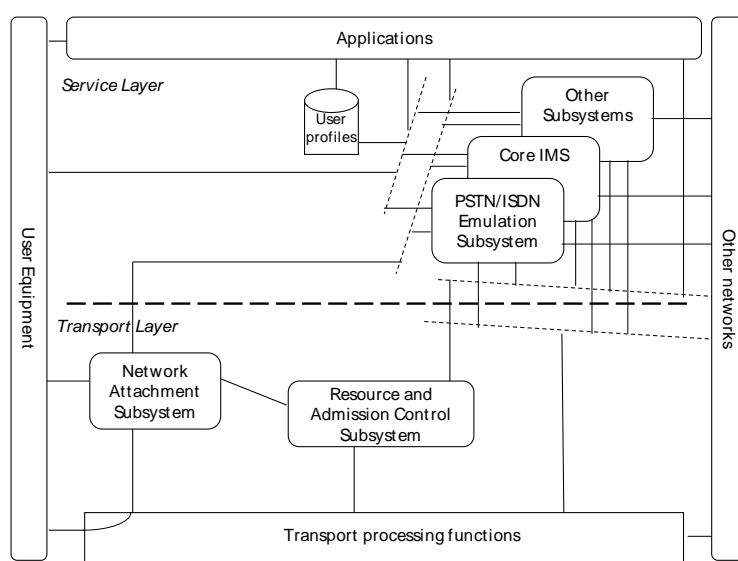 Applications
Service Layer
User
profiles
Other
Subsystems
Core IMS
PSTN/ISDN
Emulation
Subsystem
User Equipment
Other networks
Transport Layer
Network
Attachment
Subsystem
Resource and
Admission Control
Subsystem
Transport processing functions